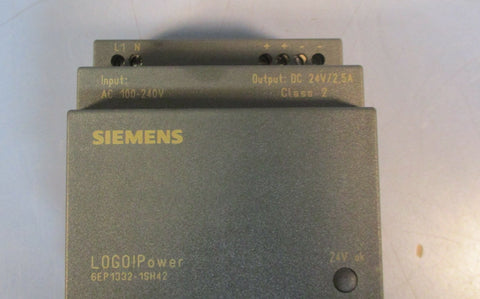 L1 N + + - -
Input: Output: DC 24V/2,5A
AC 100-240V Class 2
SIEMENS
LOGO!Power
6EP1332-1SH42
24V ok